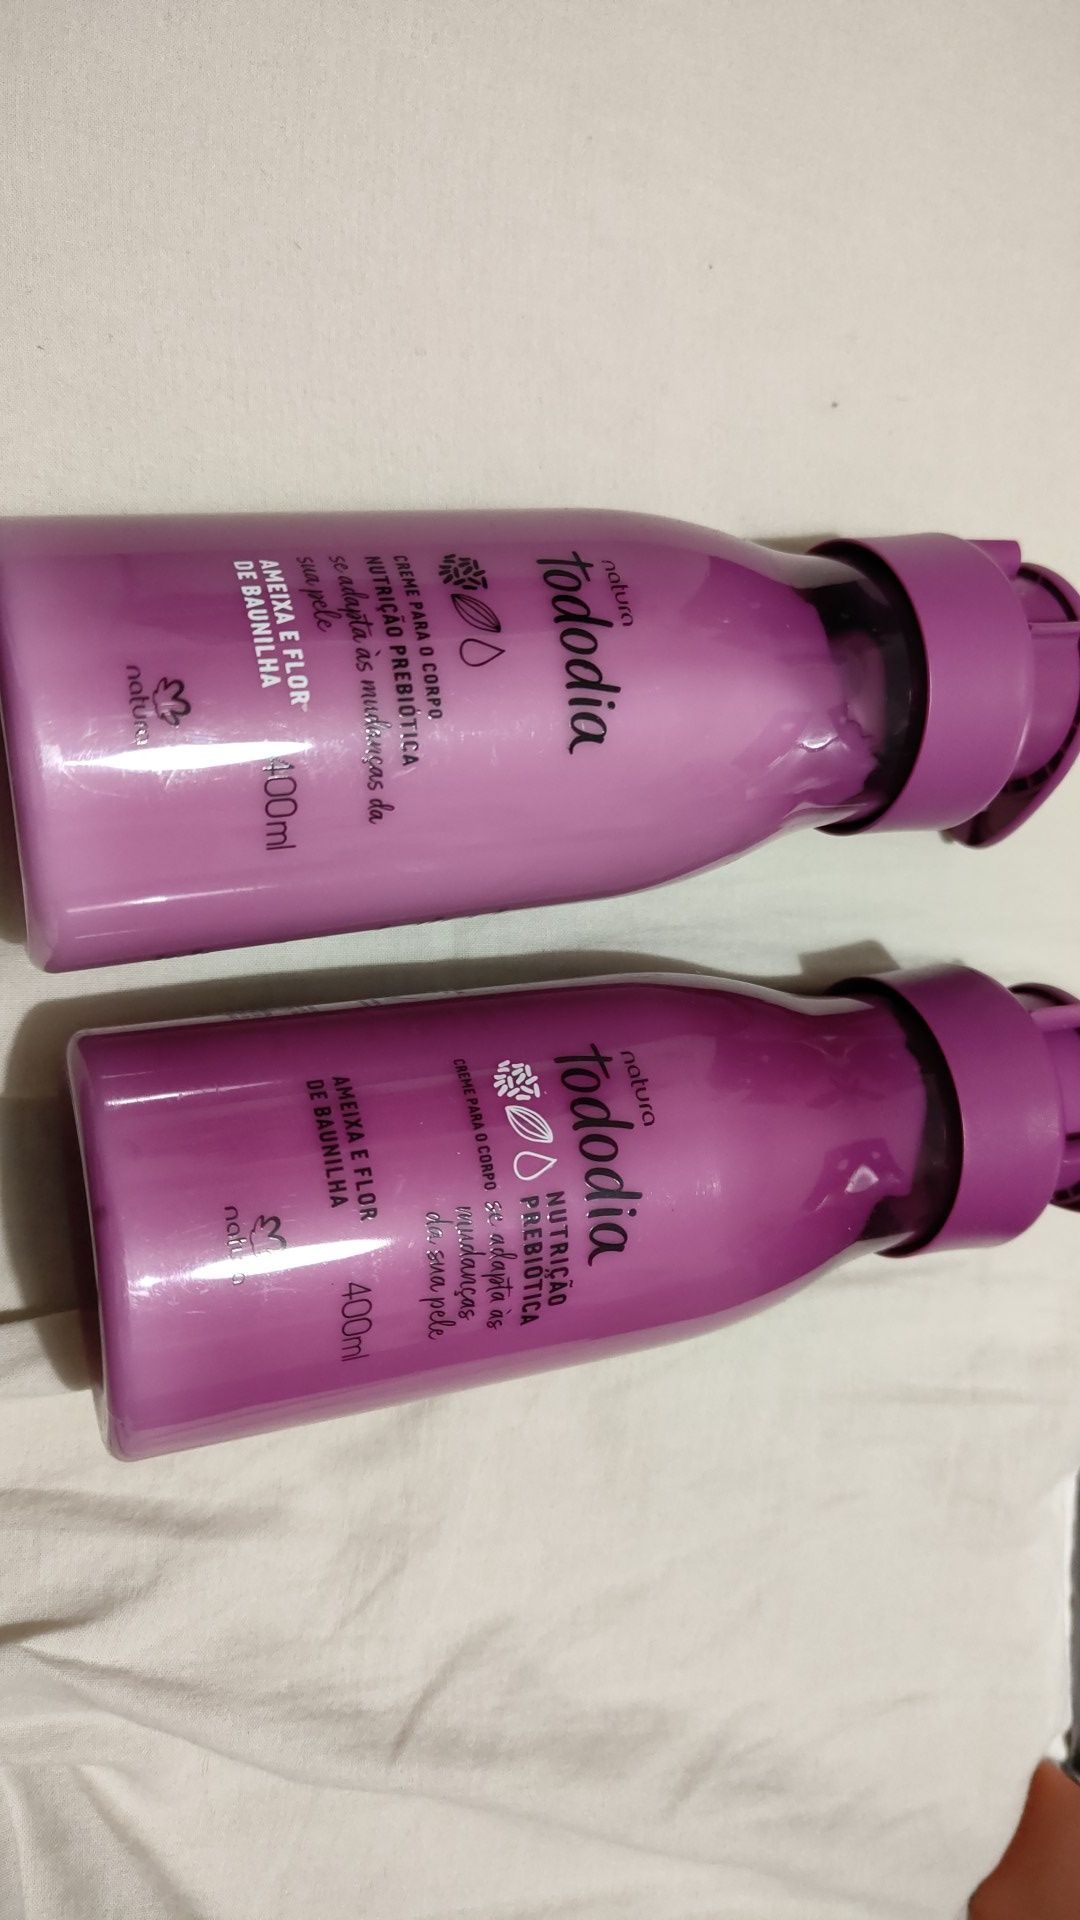 natura
tododia
CREME PARA O CORPO
NUTRIÇÃO PREBIÓTICA
se adapta às mudanças da
sua pele
AMEIXA E FLOR
DE BAUNILHA
400ml
natura
natura
tododia
NUTRIÇÃO
PREBIÓTICA
CREME PARA O CORPO
se adapta às
mudanças
da sua pele
AMEIXA E FLOR
DE BAUNILHA
400ml
natura